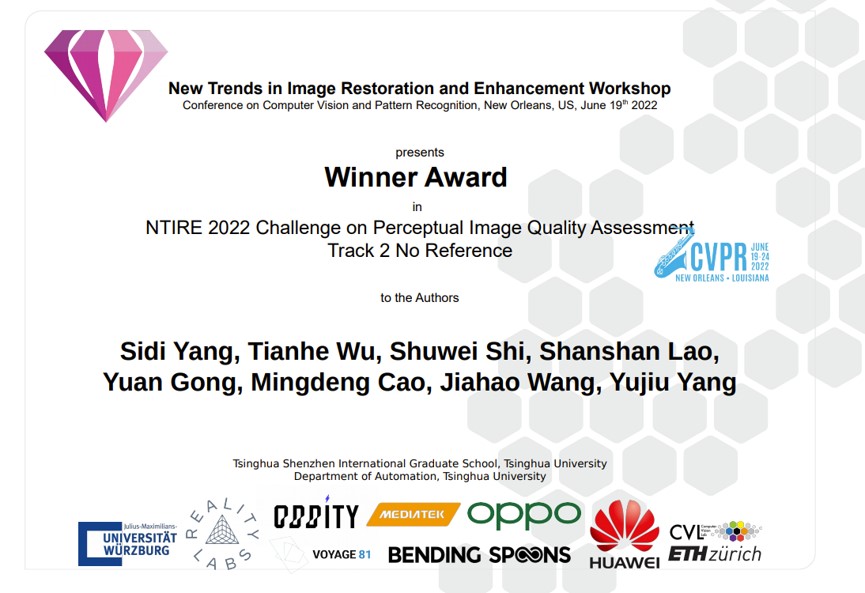 New Trends in Image Restoration and Enhancement Workshop
Conference on Computer Vision and Pattern Recognition, New Orleans, US, June 19th 2022
presents
Winner Award
in
NTIRE 2022 Challenge on Perceptual Image Quality Assessment
Track 2 No Reference
CVPR JUNE 19-24 2022
NEW ORLEANS • LOUISIANA
to the Authors
Sidi Yang, Tianhe Wu, Shuwei Shi, Shanshan Lao,
Yuan Gong, Mingdeng Cao, Jiahao Wang, Yujiu Yang
Tsinghua Shenzhen International Graduate School, Tsinghua University
Department of Automation, Tsinghua University
Julius-Maximilians-
UNIVERSITÄT
WÜRZBURG
REALITY
LABS
ODDITY
MEDIATEK
oppo
VOYAGE 81
BENDING SPOONS
HUAWEI
CVL Computer Vision Lab
ETH zürich